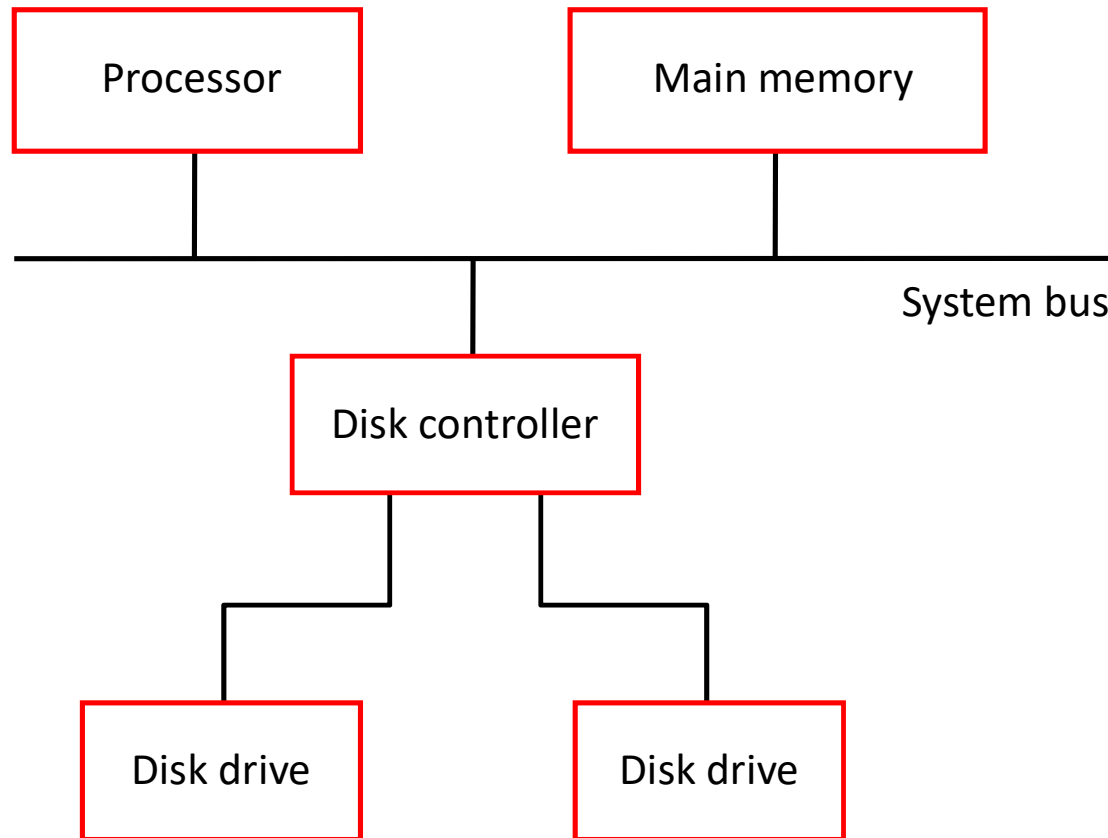 Processor
Main memory
System bus
Disk controller
Disk drive
Disk drive